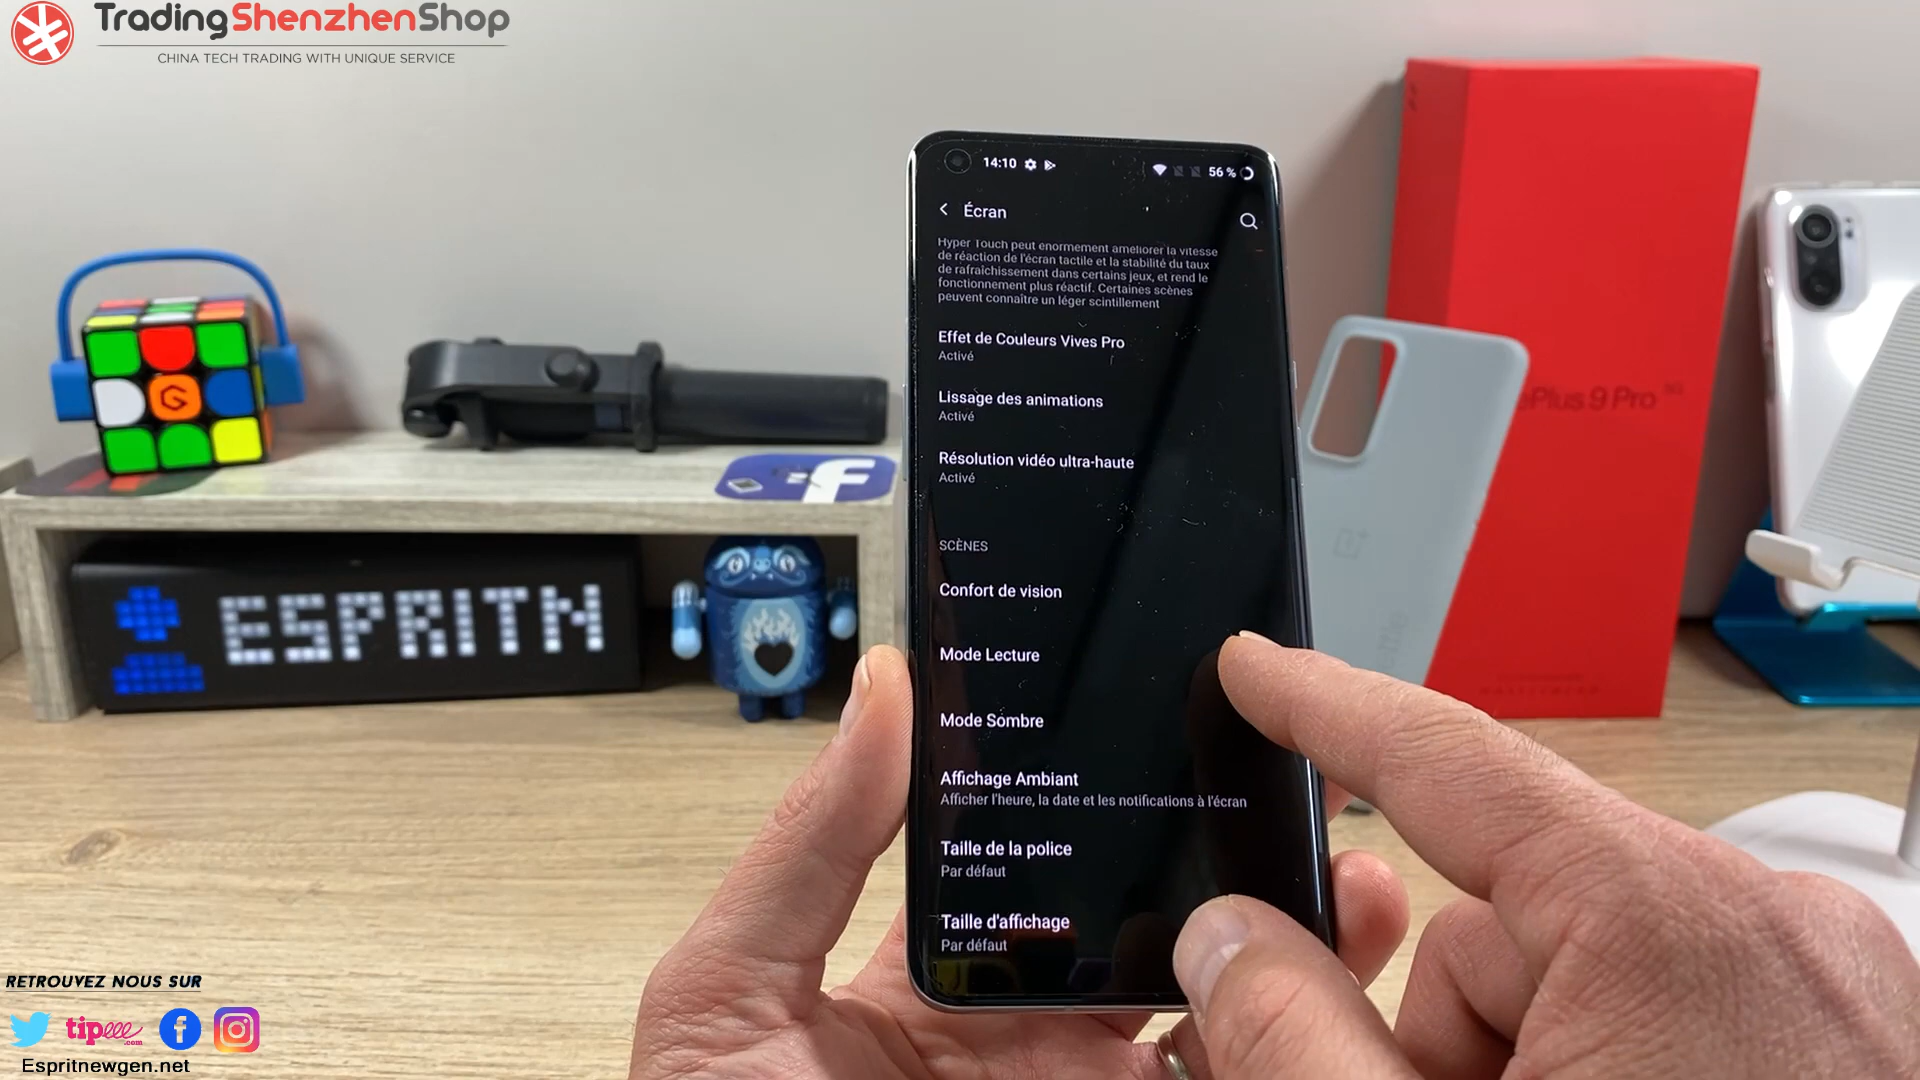 TradingShenzhenShop
CHINA TECH TRADING WITH UNIQUE SERVICE
14:10
56 %
Écran
Hyper Touch peut énormément améliorer la vitesse
de réaction de l'écran tactile et la stabilité du taux
de rafraîchissement dans certains jeux, et rend le
fonctionnement plus réactif. Certaines scènes
peuvent connaître un léger scintillement
Effet de Couleurs Vives Pro
Activé
Lissage des animations
Activé
Résolution vidéo ultra-haute
Activé
SCÈNES
Confort de vision
Mode Lecture
Mode Sombre
Affichage Ambiant
Afficher l'heure, la date et les notifications à l'écran
Taille de la police
Par défaut
Taille d'affichage
Par défaut
ePlus 9 Pro 5G
ESPRITN
RETROUVEZ NOUS SUR
tipeee
.com
Espritnewgen.net